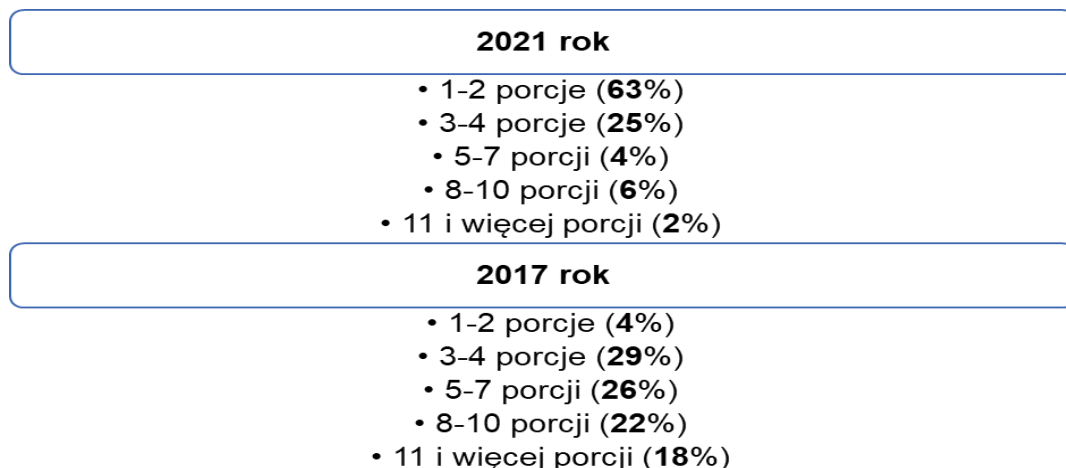 2021 rok
• 1-2 porcje (63%)
• 3-4 porcje (25%)
• 5-7 porcji (4%)
• 8-10 porcji (6%)
• 11 i więcej porcji (2%)
2017 rok
• 1-2 porcje (4%)
• 3-4 porcje (29%)
• 5-7 porcji (26%)
• 8-10 porcji (22%)
• 11 i więcej porcji (18%)